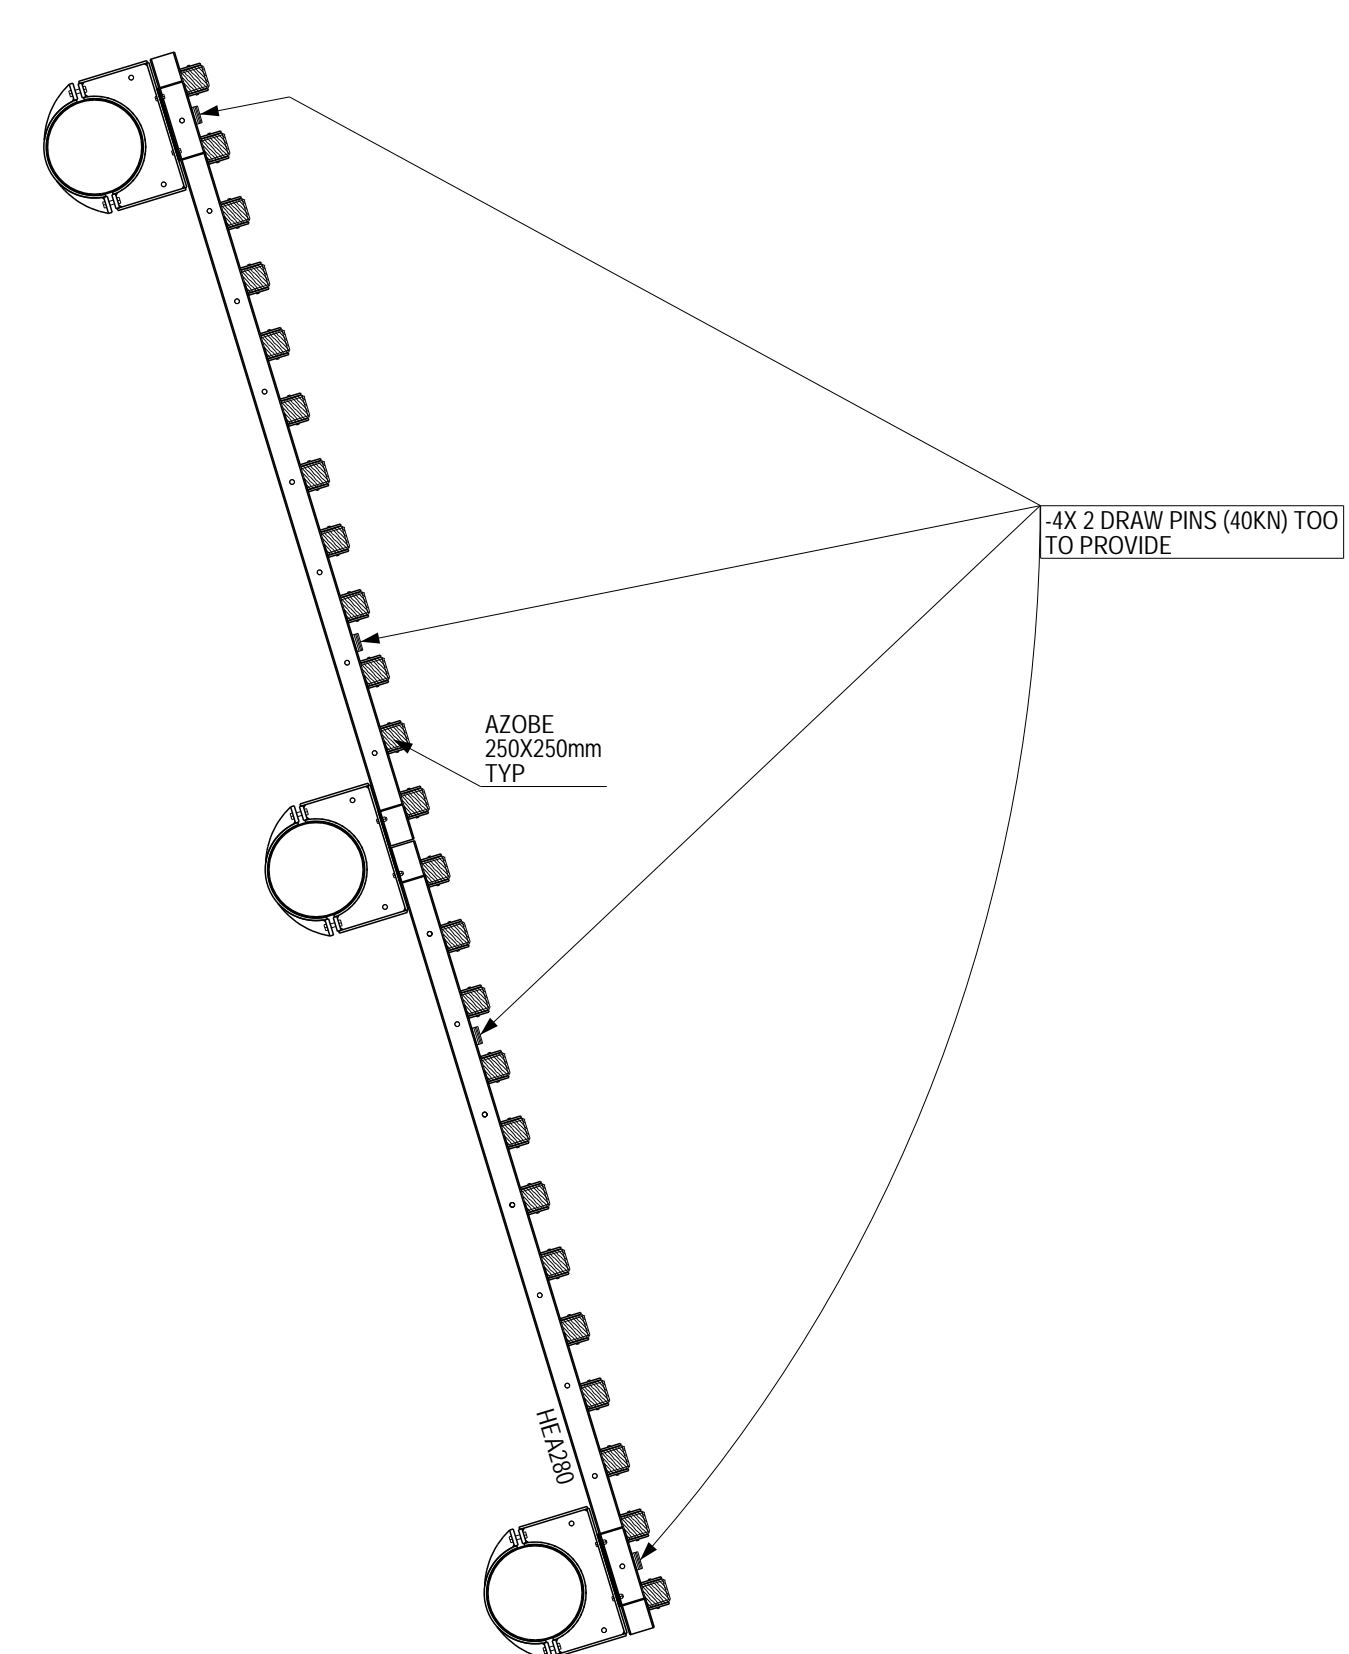 -4X 2 DRAW PINS (40KN) TOO
TO PROVIDE
AZOBE
250X250mm
TYP
HEA280